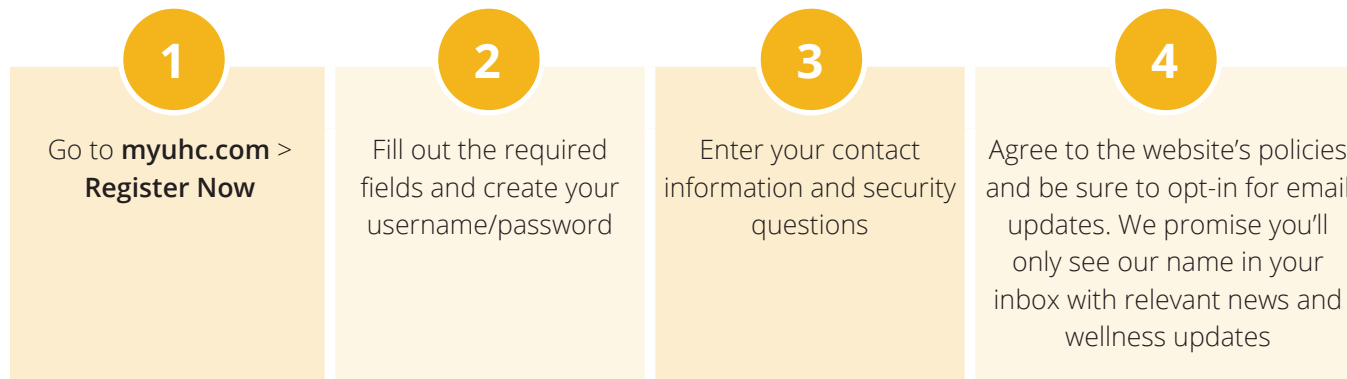 1
Go to myuhc.com >
Register Now
2
Fill out the required
fields and create your
username/password
3
Enter your contact
information and security
questions
4
Agree to the website’s policies
and be sure to opt-in for email
updates. We promise you’ll
only see our name in your
inbox with relevant news and
wellness updates